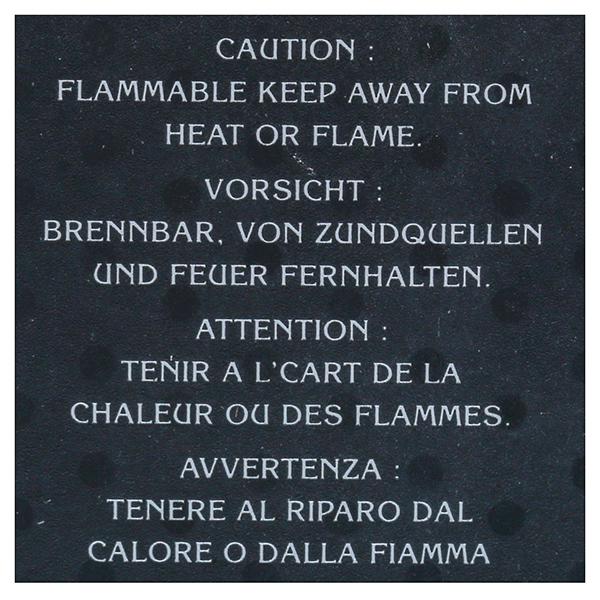 CAUTION :
FLAMMABLE KEEP AWAY FROM
HEAT OR FLAME.
VORSICHT :
BRENNBAR, VON ZUNDQUELLEN
UND FEUER FERNHALTEN.
ATTENTION :
TENIR A L'CART DE LA
CHALEUR OU DES FLAMMES.
AVVERTENZA :
TENERE AL RIPARO DAL
CALORE O DALLA FIAMMA